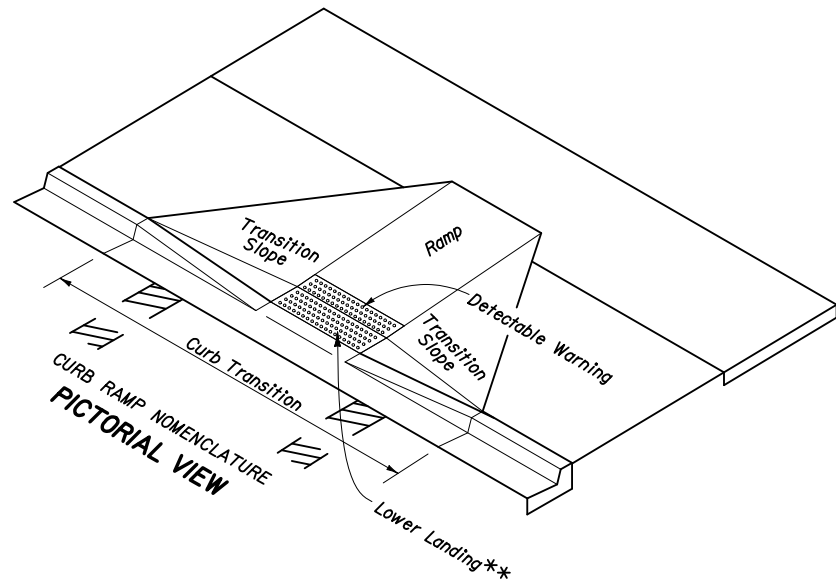 Transition
Slope
Ramp
Detectable Warning
Transition
Slope
Curb Transition
CURB RAMP NOMENCLATURE
PICTORIAL VIEW
Lower Landing**